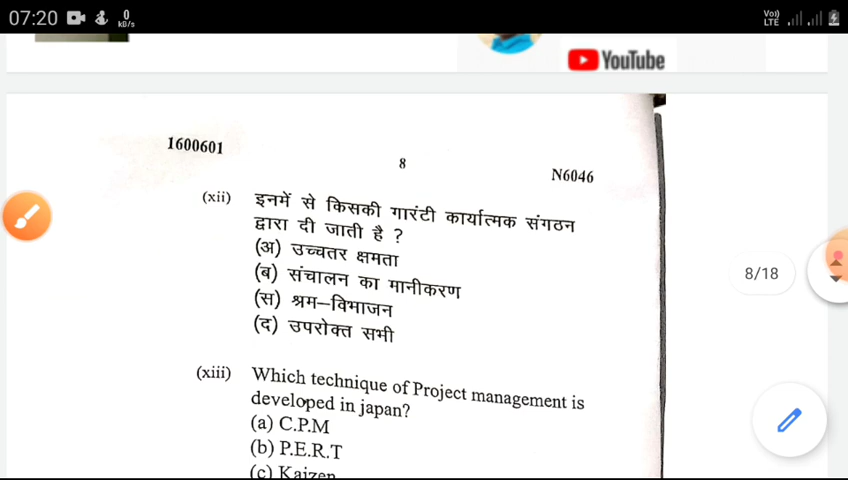 07:20
0
kB/s
Vo))
LTE
YouTube
1600601
8
N6046
(xii) इनमें से किसकी गारंटी कार्यात्मक संगठन
द्वारा दी जाती है ?
(अ) उच्चतर क्षमता
(ब) संचालन का मानीकरण
(स) श्रम–विभाजन
(द) उपरोक्त सभी
8/18
(xiii) Which technique of Project management is
developed in japan?
(a) C.P.M
(b) P.E.R.T
(c) Kaizen